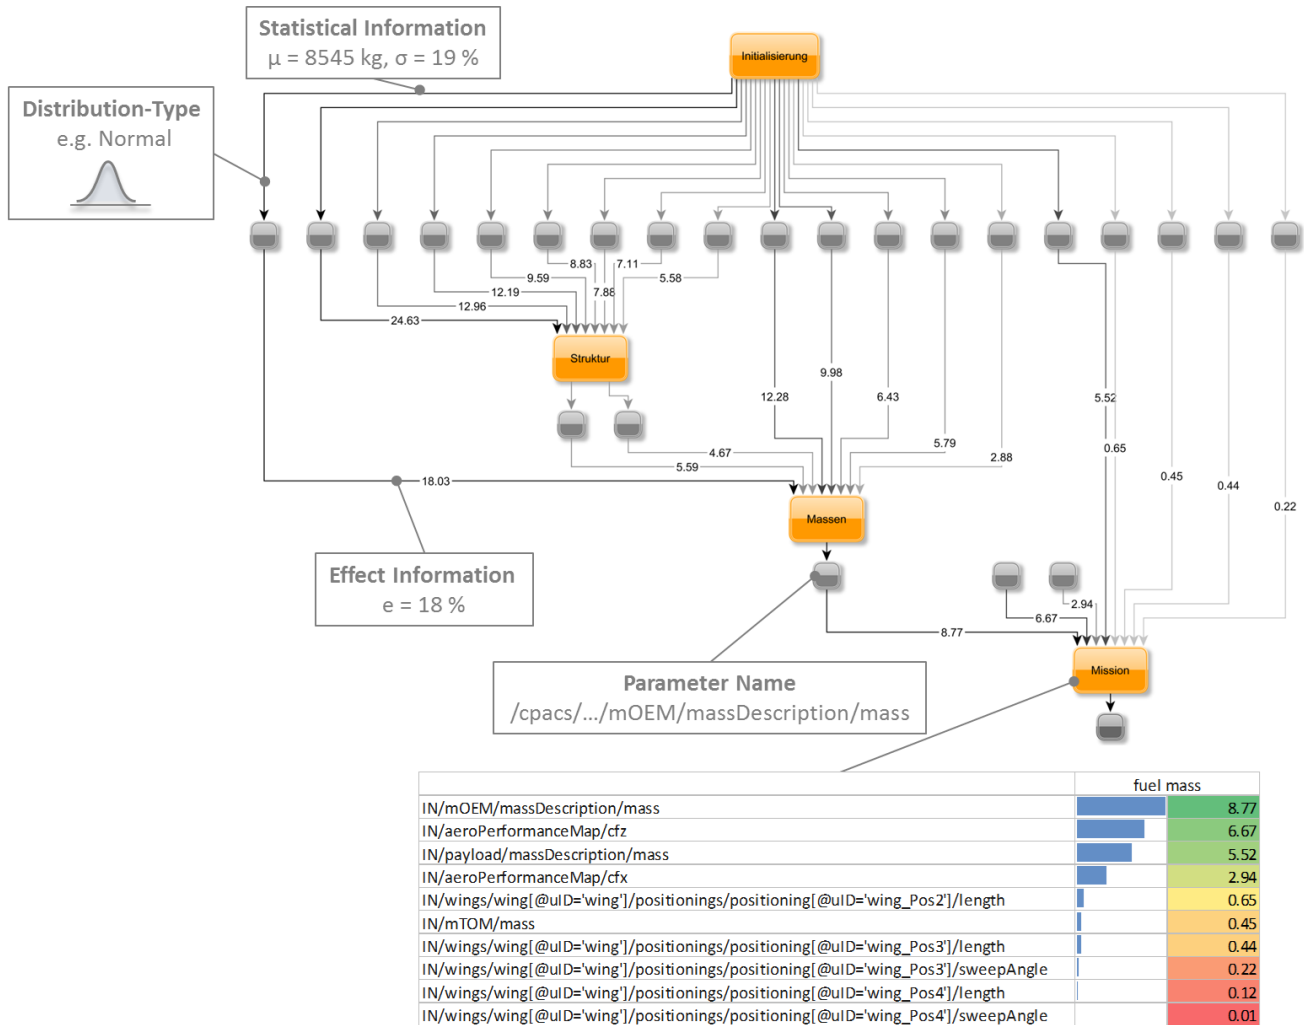 Statistical Information
μ = 8545 kg, σ = 19 %
Initialisierung
Distribution-Type
e.g. Normal
8.83
7.11
9.59
7.88
5.58
12.19
12.96
24.63
Struktur
9.98
12.28
6.43
5.52
5.79
0.65
4.67
2.88
5.59
0.45
18.03
0.44
0.22
Massen
Effect Information
e = 18 %
2.94
6.67
8.77
Mission
Parameter Name
/cpacs/.../mOEM/massDescription/mass
fuel mass
IN/mOEM/massDescription/mass 8.77
IN/aeroPerformanceMap/cfz 6.67
IN/payload/massDescription/mass 5.52
IN/aeroPerformanceMap/cfx 2.94
IN/wings/wing[@uID='wing']/positionings/positioning[@uID='wing_Pos2']/length 0.65
IN/mTOM/mass 0.45
IN/wings/wing[@uID='wing']/positionings/positioning[@uID='wing_Pos3']/length 0.44
IN/wings/wing[@uID='wing']/positionings/positioning[@uID='wing_Pos3']/sweepAngle 0.22
IN/wings/wing[@uID='wing']/positionings/positioning[@uID='wing_Pos4']/length 0.12
IN/wings/wing[@uID='wing']/positionings/positioning[@uID='wing_Pos4']/sweepAngle 0.01